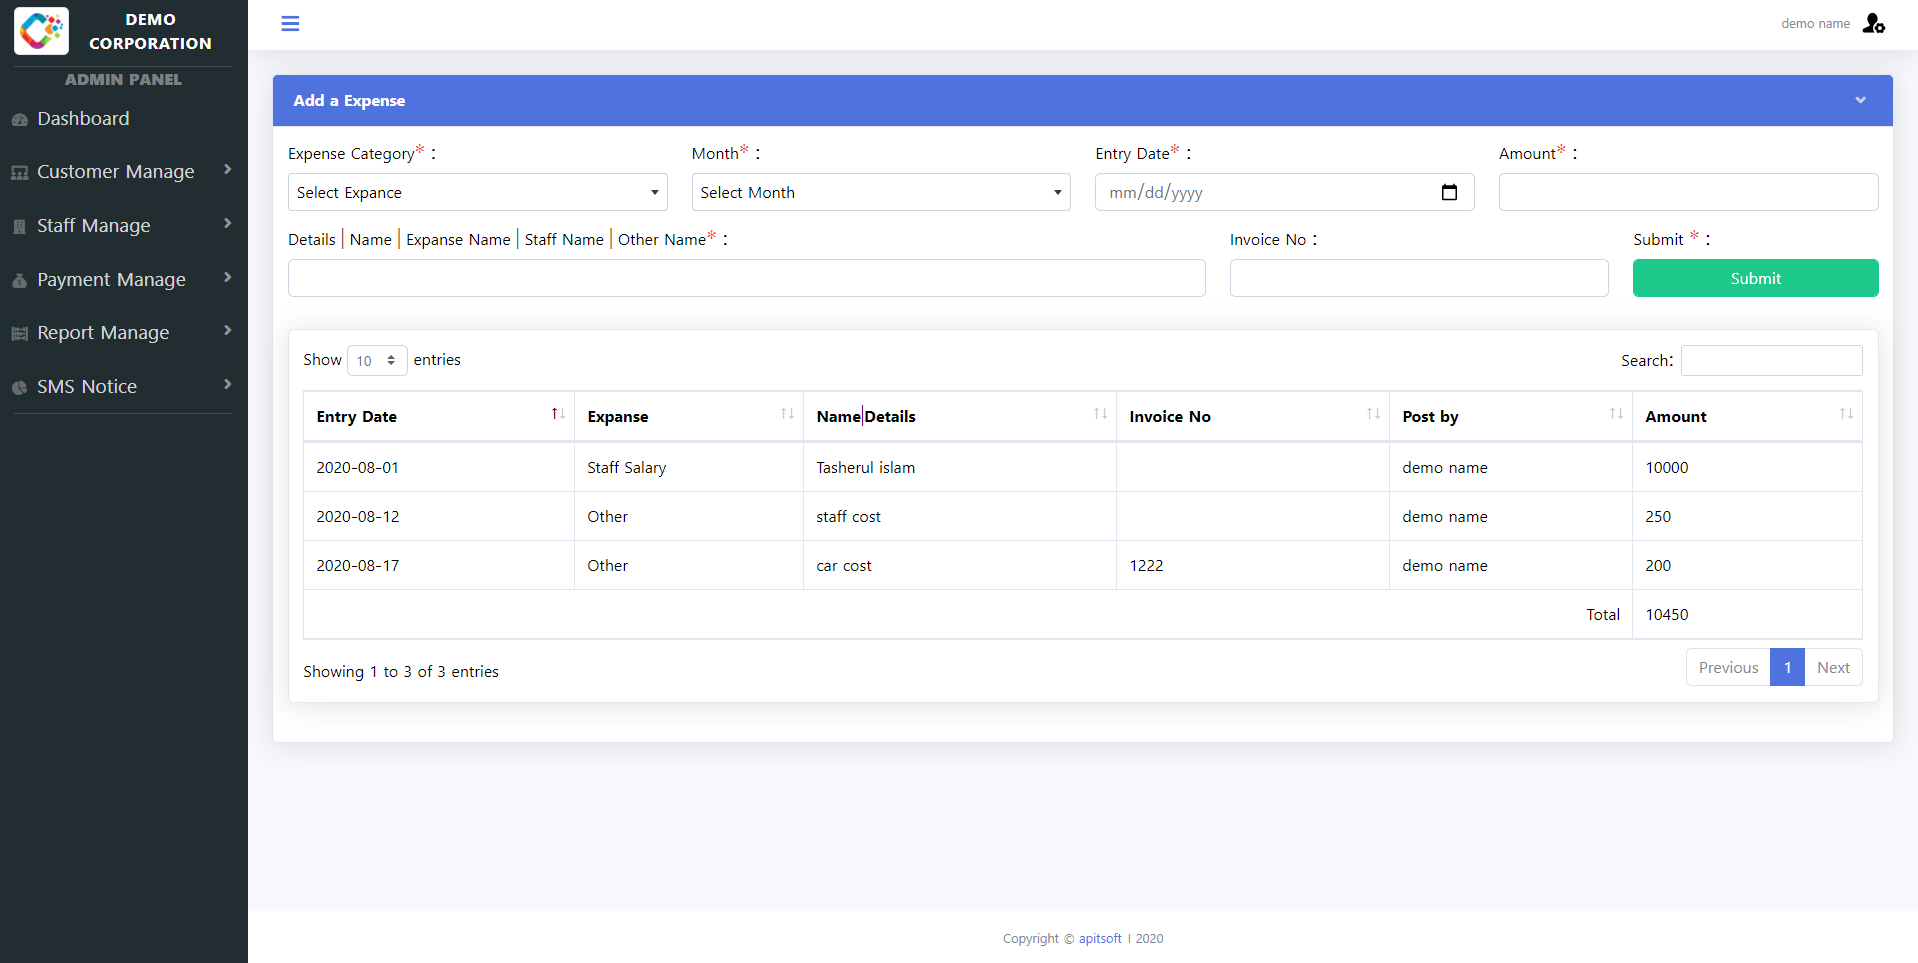 DEMO
CORPORATION
ADMIN PANEL
Dashboard
Customer Manage
Staff Manage
Payment Manage
Report Manage
SMS Notice
demo name
Add a Expense
Expense Category* :
Month* :
Entry Date* :
Amount* :
Select Expance
Select Month
mm/dd/yyyy
Details | Name | Expanse Name | Staff Name | Other Name* :
Invoice No :
Submit * :
Submit
Show 10 entries
Search:
Entry Date Expanse Name|Details Invoice No Post by Amount
2020-08-01 Staff Salary Tasherul islam demo name 10000
2020-08-12 Other staff cost demo name 250
2020-08-17 Other car cost 1222 demo name 200
Total 10450
Showing 1 to 3 of 3 entries
Previous 1 Next
Copyright © apitsoft | 2020